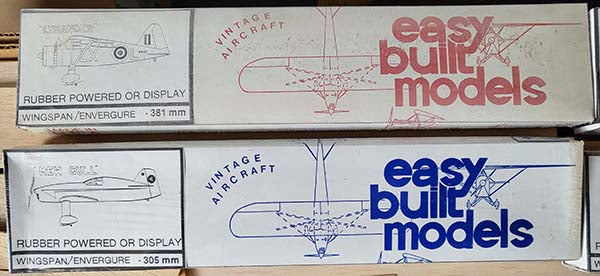 "LYSANDER"
RUBBER POWERED OR DISPLAY
WINGSPAN/ENVERGURE - 381 mm
VINTAGE
AIRCRAFT
easy
built
models
"MEW GULL"
RUBBER POWERED OR DISPLAY
WINGSPAN/ENVERGURE - 305 mm
VINTAGE
AIRCRAFT
easy
built
models